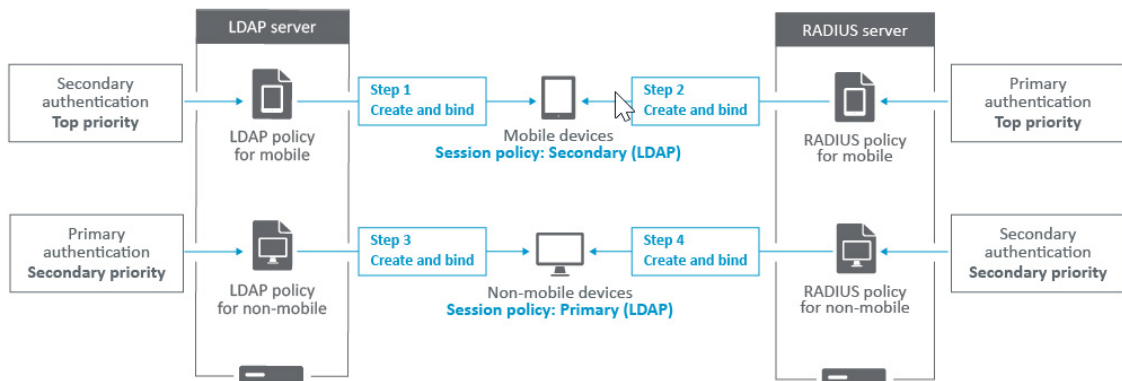 LDAP server
RADIUS server
Secondary
authentication
Top priority
Step 1
Create and bind
Step 2
Create and bind
Primary
authentication
Top priority
LDAP policy
for mobile
Mobile devices
Session policy: Secondary (LDAP)
RADIUS policy
for mobile
Primary
authentication
Secondary priority
Step 3
Create and bind
Step 4
Create and bind
Secondary
authentication
Secondary priority
LDAP policy
for non-mobile
Non-mobile devices
Session policy: Primary (LDAP)
RADIUS policy
for non-mobile